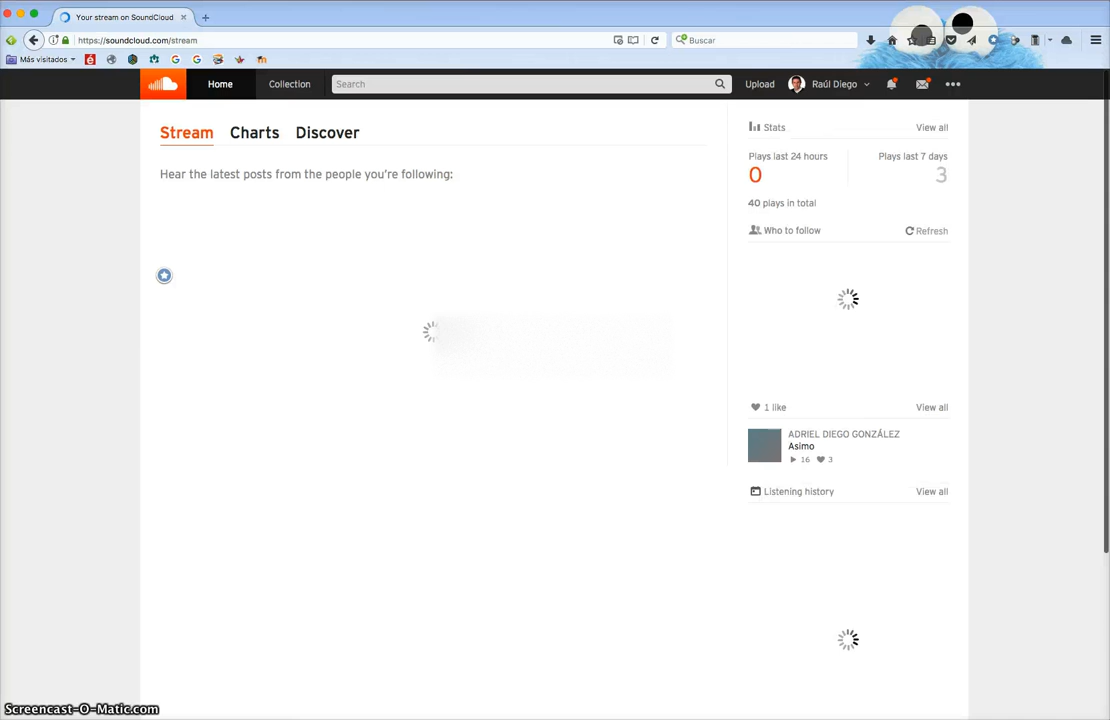 Your stream on SoundCloud
https://soundcloud.com/stream
Buscar
Más visitados
Home
Collection
Search
Upload
Raúl Diego
Stream
Charts
Discover
Hear the latest posts from the people you're following:
Stats
View all
Plays last 24 hours
Plays last 7 days
0
3
40 plays in total
Who to follow
Refresh
1 like
View all
ADRIEL DIEGO GONZÁLEZ
Asimo
16
3
Listening history
View all
Screencast-O-Matic.com